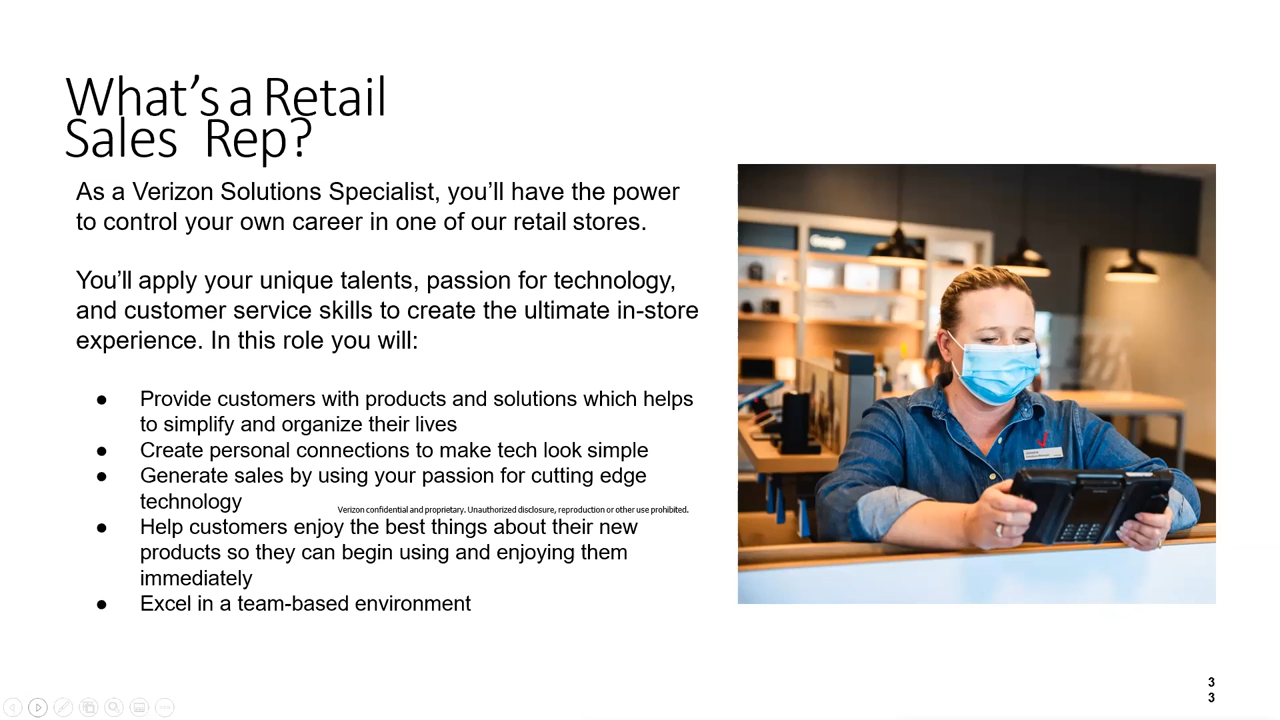 What’s a Retail
Sales Rep?
As a Verizon Solutions Specialist, you’ll have the power
to control your own career in one of our retail stores.
You’ll apply your unique talents, passion for technology,
and customer service skills to create the ultimate in-store
experience. In this role you will:
● Provide customers with products and solutions which helps
to simplify and organize their lives
● Create personal connections to make tech look simple
● Generate sales by using your passion for cutting edge
technology
Verizon confidential and proprietary. Unauthorized disclosure, reproduction or other use prohibited.
● Help customers enjoy the best things about their new
products so they can begin using and enjoying them
immediately
● Excel in a team-based environment
Google
3
3